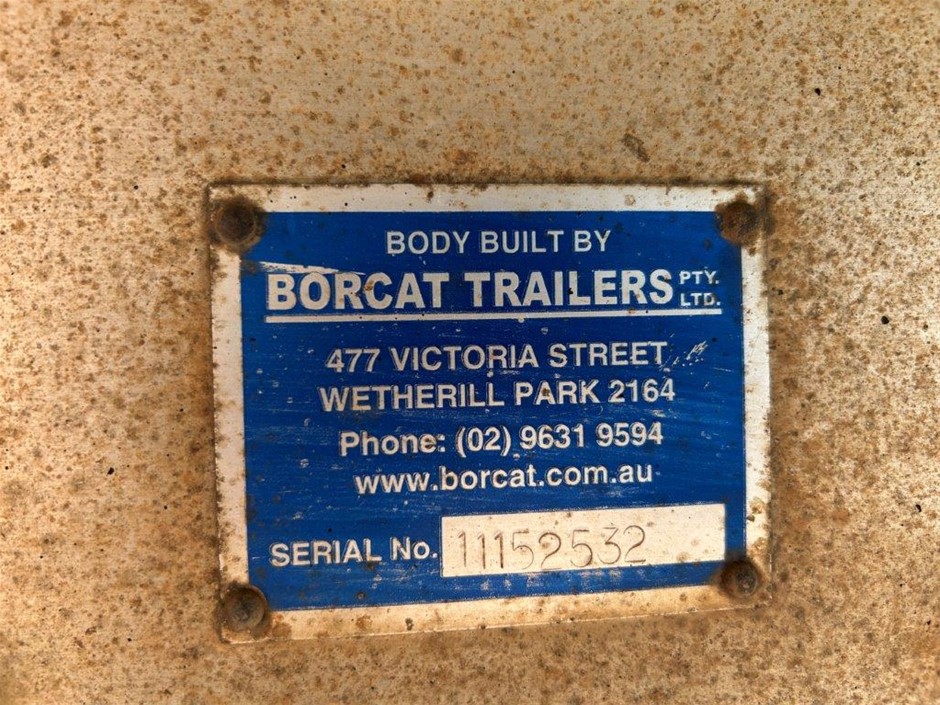 BODY BUILT BY
BORCAT TRAILERS PTY. LTD.
477 VICTORIA STREET
WETHERILL PARK 2164
Phone: (02) 9631 9594
www.borcat.com.au
SERIAL No. 11152532